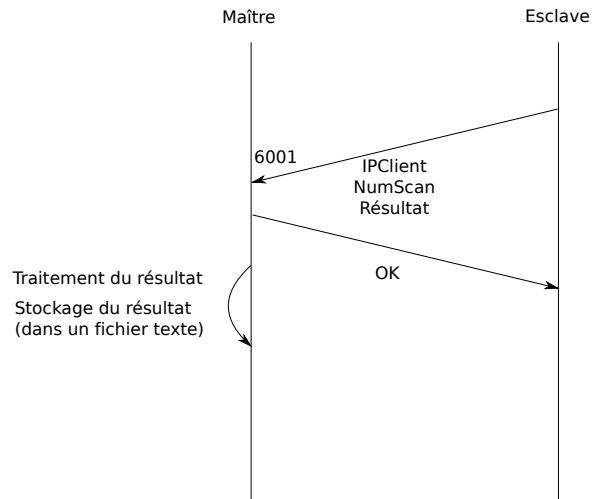 Maître
Esclave
6001
IPClient
NumScan
Résultat
OK
Traitement du résultat
Stockage du résultat
(dans un fichier texte)